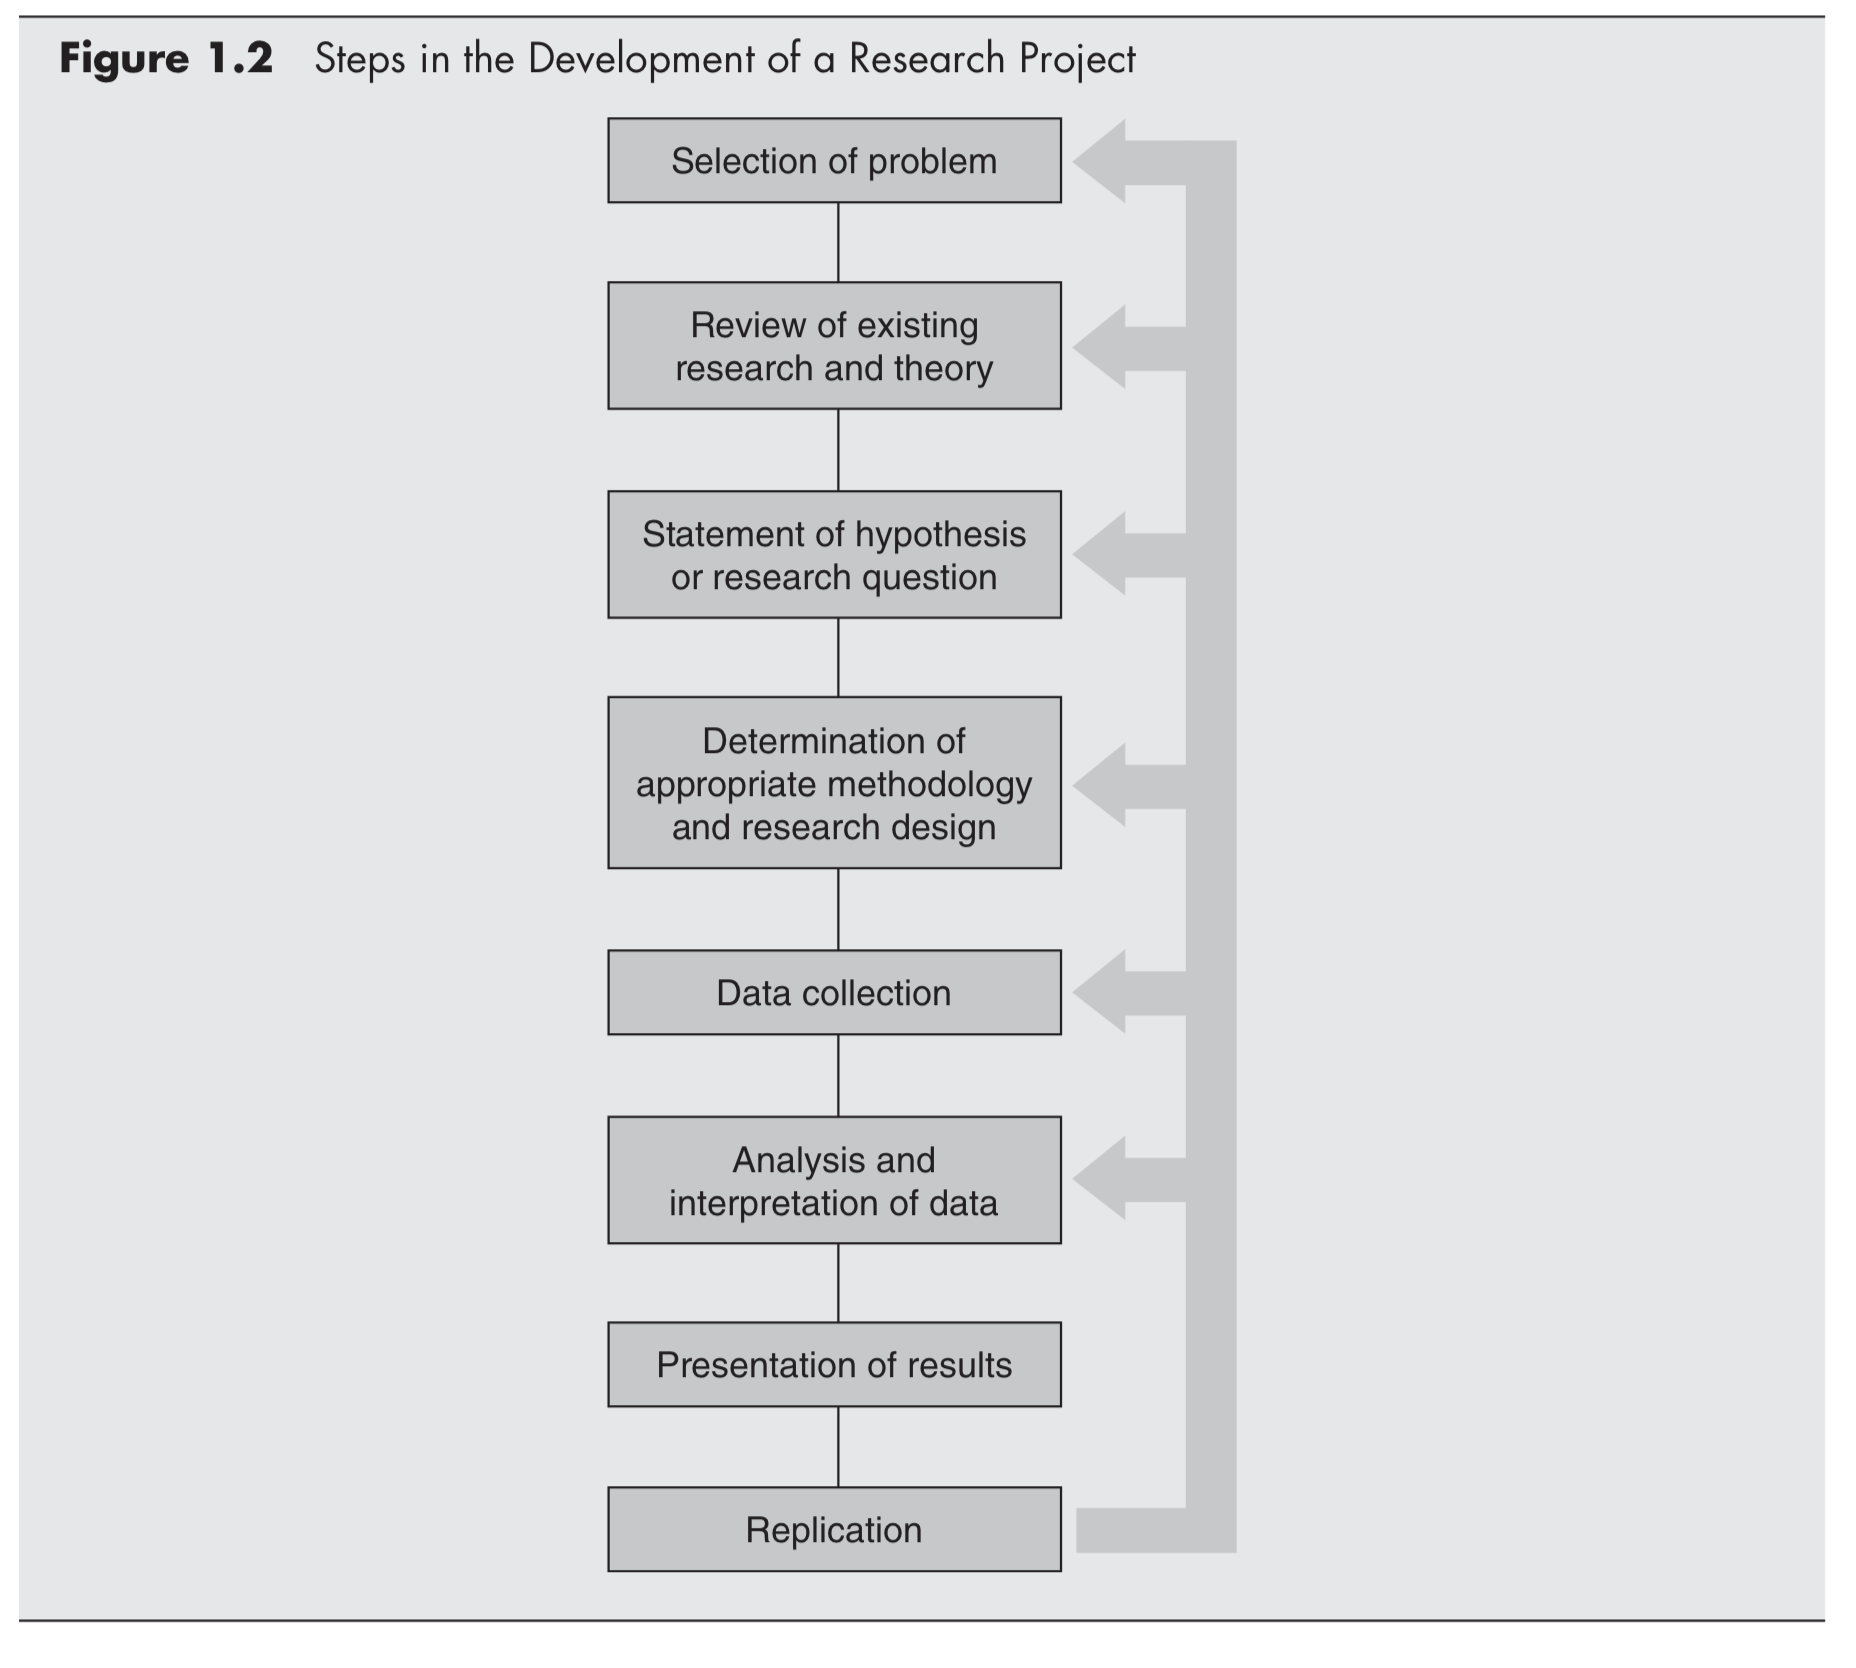 Figure 1.2 Steps in the Development of a Research Project
Selection of problem
Review of existing
research and theory
Statement of hypothesis
or research question
Determination of
appropriate methodology
and research design
Data collection
Analysis and
interpretation of data
Presentation of results
Replication